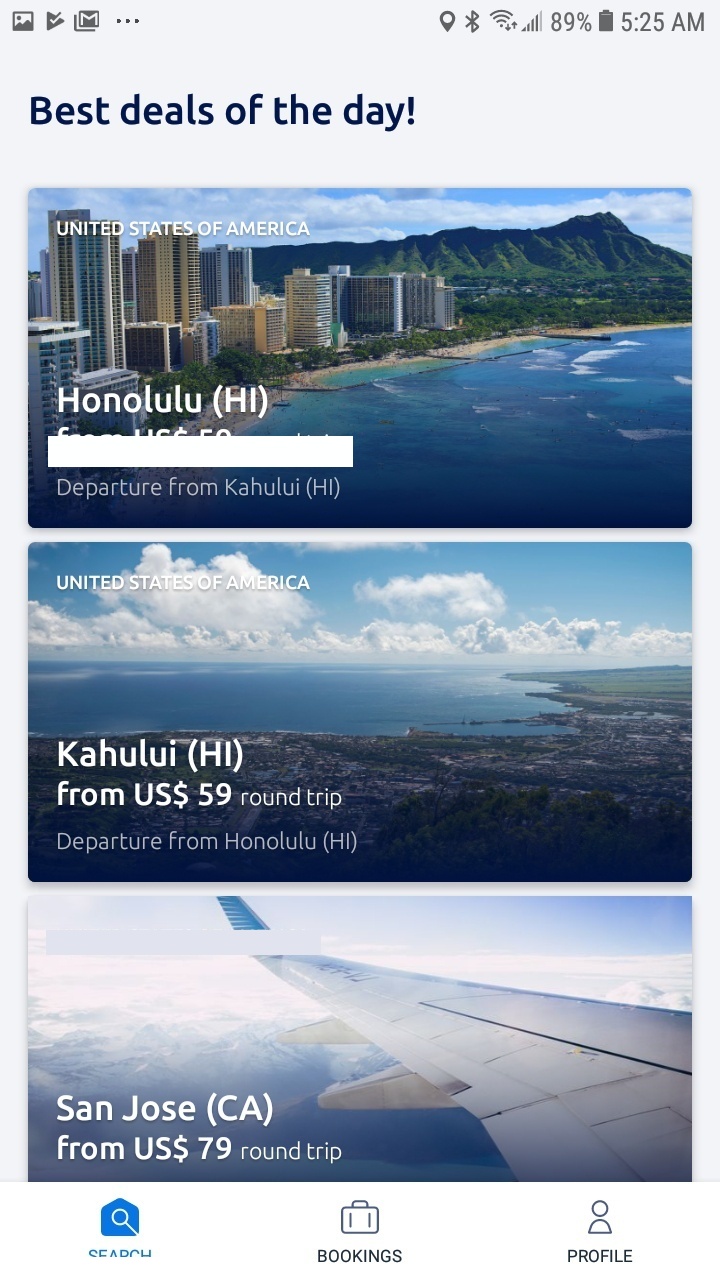 89% 5:25 AM
Best deals of the day!
UNITED STATES OF AMERICA
Honolulu (HI)
from US$
Departure from Kahului (HI)
UNITED STATES OF AMERICA
Kahului (HI)
from US$ 59 round trip
Departure from Honolulu (HI)
San Jose (CA)
from US$ 79 round trip
SEARCH
BOOKINGS
PROFILE